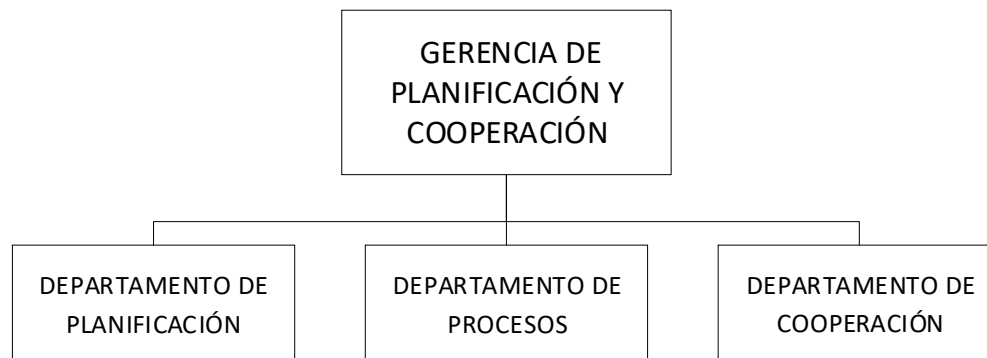 GERENCIA DE
PLANIFICACIÓN Y
COOPERACIÓN
DEPARTAMENTO DE
PLANIFICACIÓN
DEPARTAMENTO DE
PROCESOS
DEPARTAMENTO DE
COOPERACIÓN